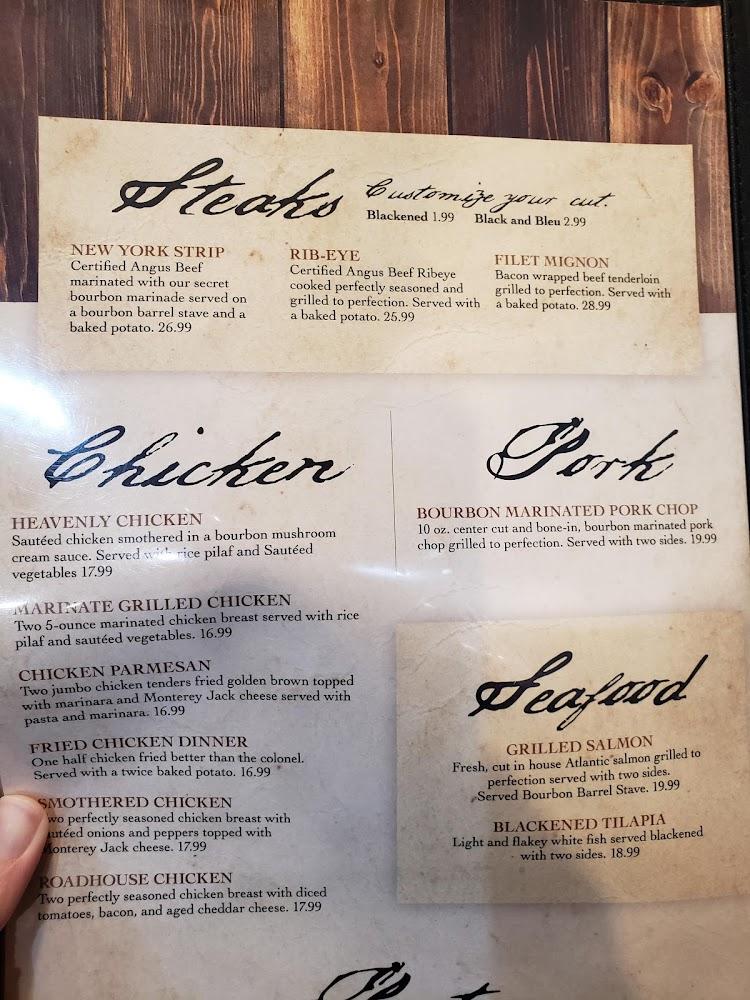 Steaks Customize your cut.
Blackened 1.99 Black and Bleu 2.99
NEW YORK STRIP
Certified Angus Beef
marinated with our secret
bourbon marinade served on
a bourbon barrel stave and a
baked potato. 26.99
RIB-EYE
Certified Angus Beef Ribeye
cooked perfectly seasoned and
grilled to perfection. Served with
a baked potato. 25.99
FILET MIGNON
Bacon wrapped beef tenderloin
grilled to perfection. Served with
a baked potato. 28.99
Chicken
HEAVENLY CHICKEN
Sautéed chicken smothered in a bourbon mushroom
cream sauce. Served with rice pilaf and Sautéed
vegetables 17.99
MARINATE GRILLED CHICKEN
Two 5-ounce marinated chicken breast served with rice
pilaf and sautéed vegetables. 16.99
CHICKEN PARMESAN
Two jumbo chicken tenders fried golden brown topped
with marinara and Monterey Jack cheese served with
pasta and marinara. 16.99
FRIED CHICKEN DINNER
One half chicken fried better than the colonel.
Served with a twice baked potato. 16.99
SMOTHERED CHICKEN
Two perfectly seasoned chicken breast with
sautéed onions and peppers topped with
Monterey Jack cheese. 17.99
ROADHOUSE CHICKEN
Two perfectly seasoned chicken breast with diced
tomatoes, bacon, and aged cheddar cheese. 17.99
Pork
BOURBON MARINATED PORK CHOP
10 oz. center cut and bone-in, bourbon marinated pork
chop grilled to perfection. Served with two sides. 19.99
Seafood
GRILLED SALMON
Fresh, cut in house Atlantic salmon grilled to
perfection served with two sides.
Served Bourbon Barrel Stave. 19.99
BLACKENED TILAPIA
Light and flakey white fish served blackened
with two sides. 18.99